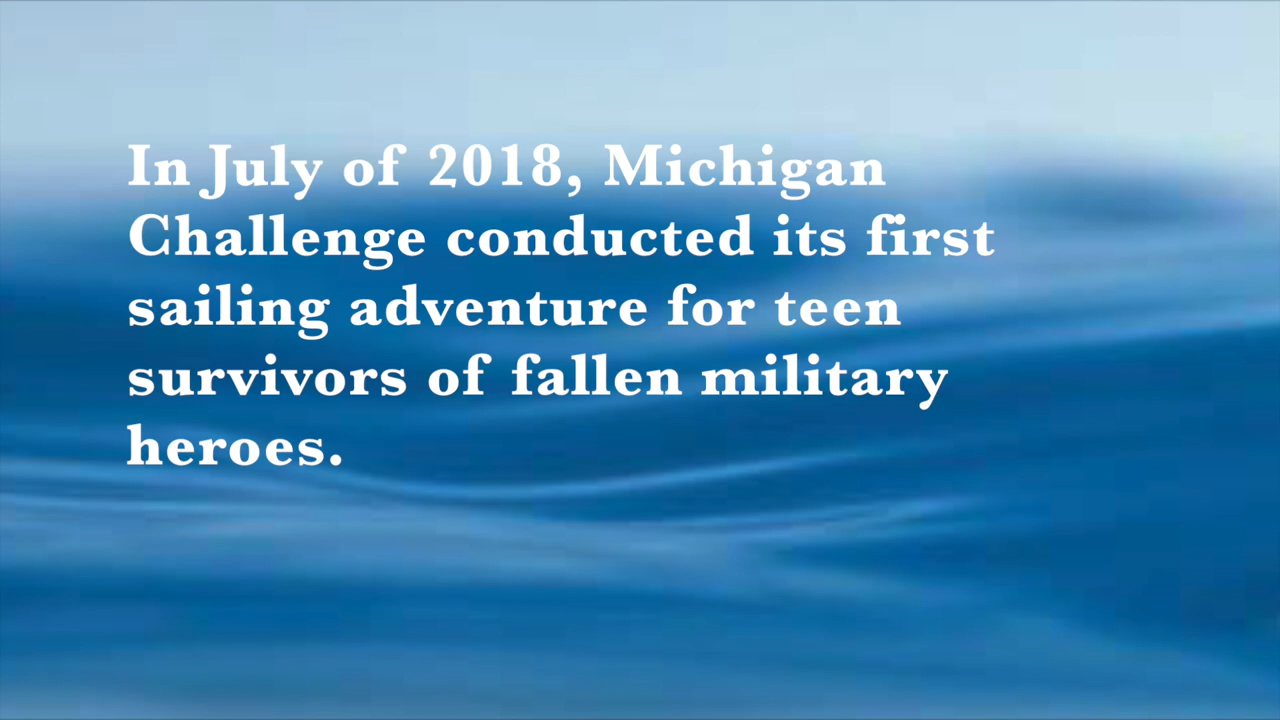 In July of 2018, Michigan
Challenge conducted its first
sailing adventure for teen
survivors of fallen military
heroes.